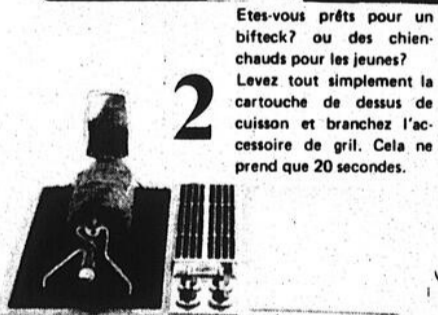 Etes-vous prêts pour un
bifteck? ou des chien-
chauds pour les jeunes?
Levez tout simplement la
cartouche de dessus de
cuisson et branchez l'ac-
cessoire de gril. Cela ne
prend que 20 secondes.
2